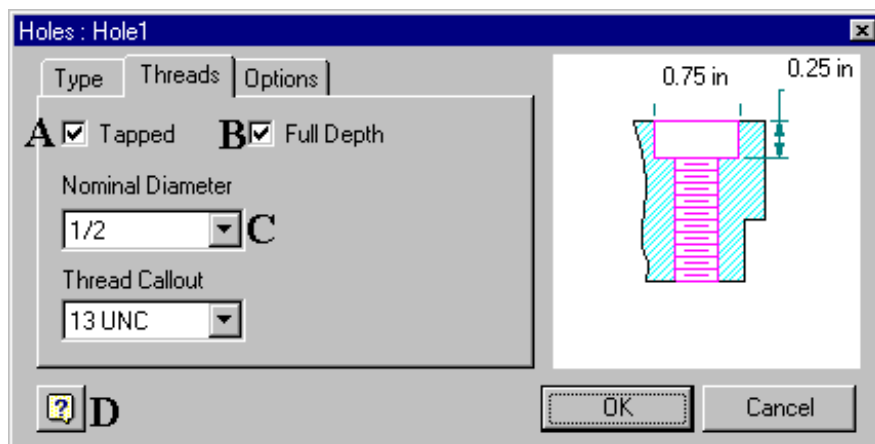 Holes : Hole1
Type Threads Options
A Tapped B Full Depth
Nominal Diameter
1/2 C
Thread Callout
13 UNC
0.75 in 0.25 in
? D
OK Cancel